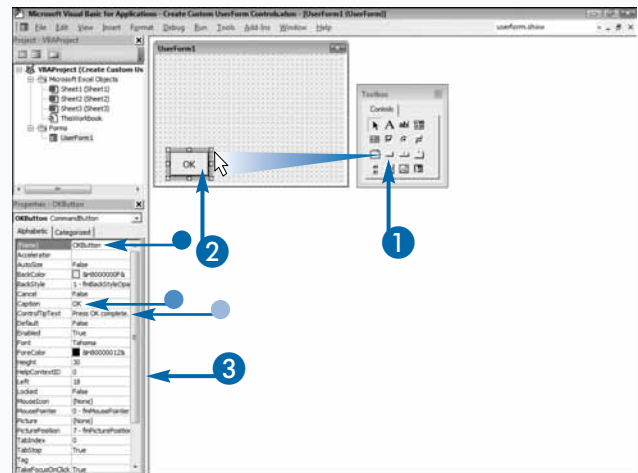 Microsoft Visual Basic for Applications - Create Custom UserForm Controls.xlsm - [UserForm1 (UserForm)]
File Edit View Insert Format Debug Run Tools Add-Ins Window Help
userform.show
Project - VBAProject
VBAProject (Create Custom Us
Microsoft Excel Objects
Sheet1 (Sheet1)
Sheet2 (Sheet2)
Sheet3 (Sheet3)
ThisWorkbook
Forms
UserForm1
UserForm1
OK
Toolbox
Controls
A abl
1
2
3
Properties - OKButton
OKButton CommandButton
Alphabetic Categorized
(Name) OKButton
Accelerator
AutoSize False
BackColor &H8000000F&
BackStyle 1 - fmBackStyleOpa
Cancel False
Caption OK
ControlTipText Press OK complete.
Default False
Enabled True
Font Tahoma
ForeColor &H80000012&
Height 30
HelpContextID 0
Left 18
Locked False
MouseIcon (None)
MousePointer 0 - fmMousePointer
Picture (None)
PicturePosition 7 - fmPicturePosition
TabIndex 0
TabStop True
Tag
TakeFocusOnClick True